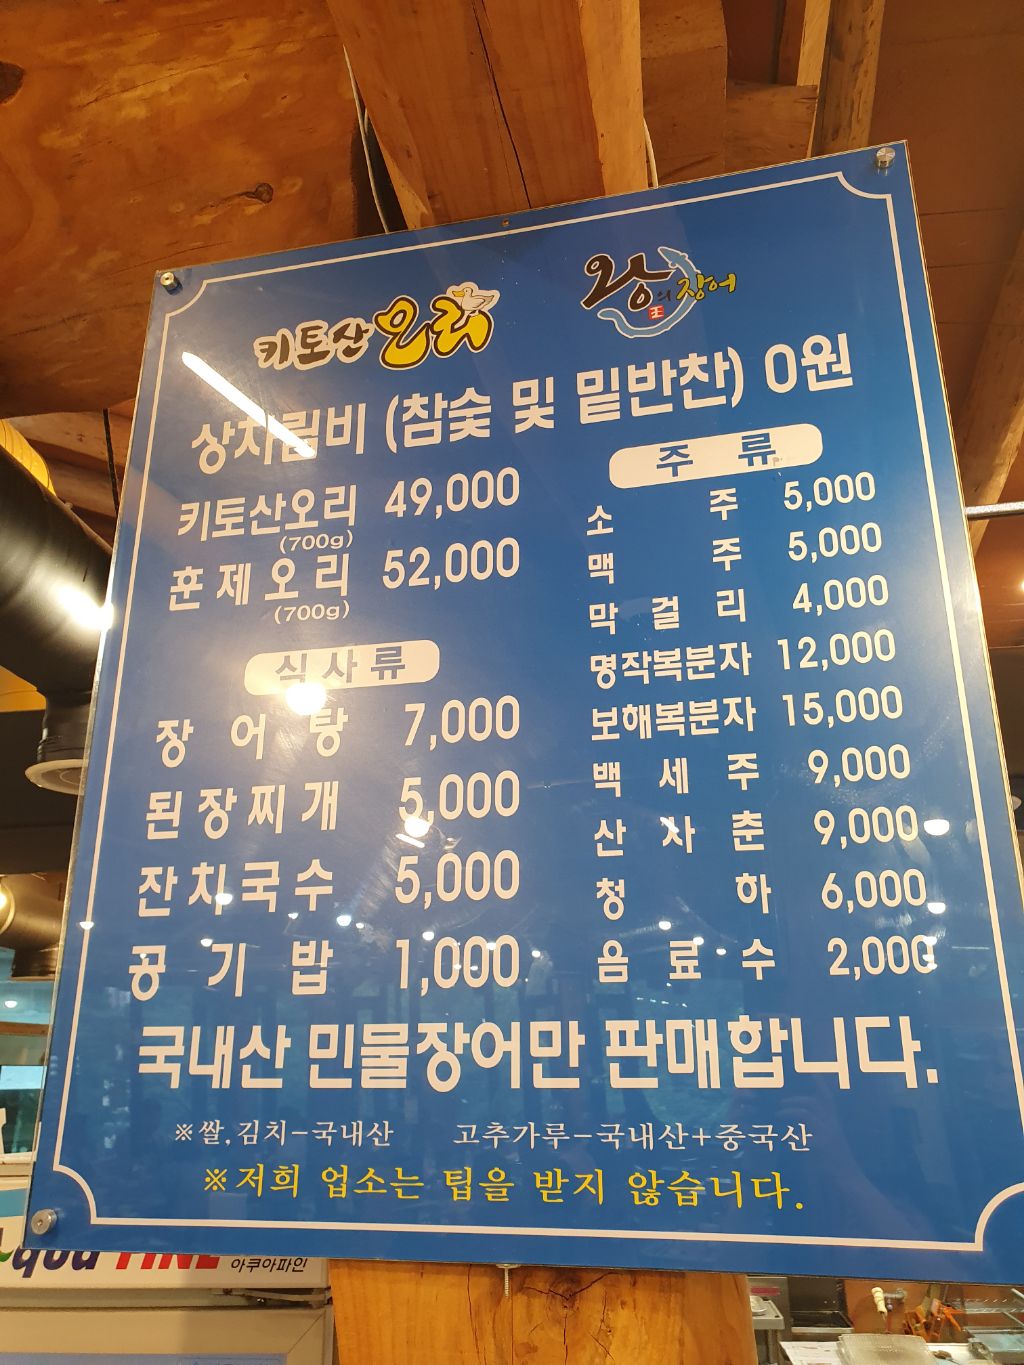 키토산 오리
왕의 장어
王
상차림비 (참숯 및 밑반찬) 0원
키토산오리 49,000
(700g)
훈제오리 52,000
(700g)
식사류
장어탕 7,000
된장찌개 5,000
잔치국수 5,000
공기밥 1,000
주류
소주 5,000
맥주 5,000
막걸리 4,000
명작복분자 12,000
보해복분자 15,000
백세주 9,000
산사춘 9,000
청하 6,000
음료수 2,000
국내산 민물장어만 판매합니다.
※쌀,김치-국내산 고추가루-국내산+중국산
※저희 업소는 팁을 받지 않습니다.
아쿠아파인